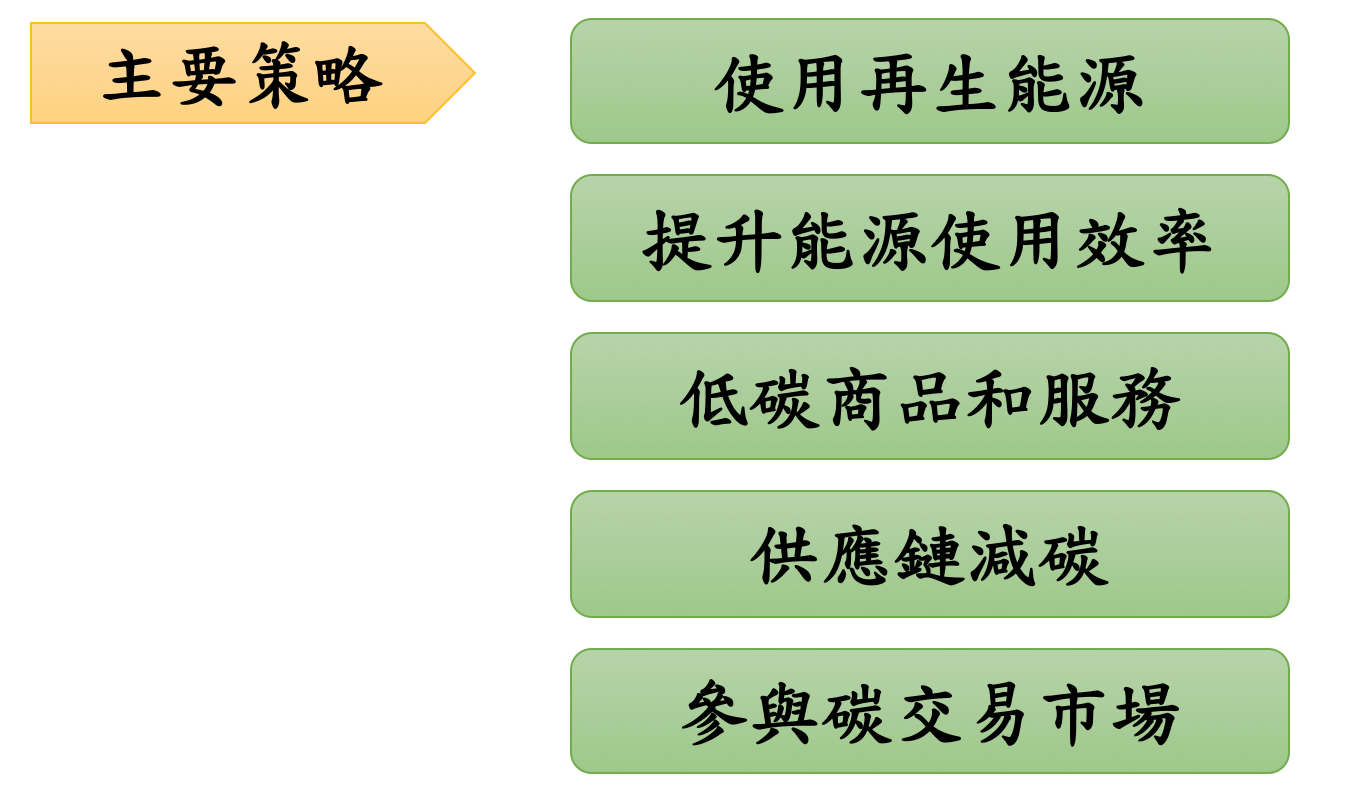 主要策略
使用再生能源
提升能源使用效率
低碳商品和服務
供應鏈減碳
參與碳交易市場